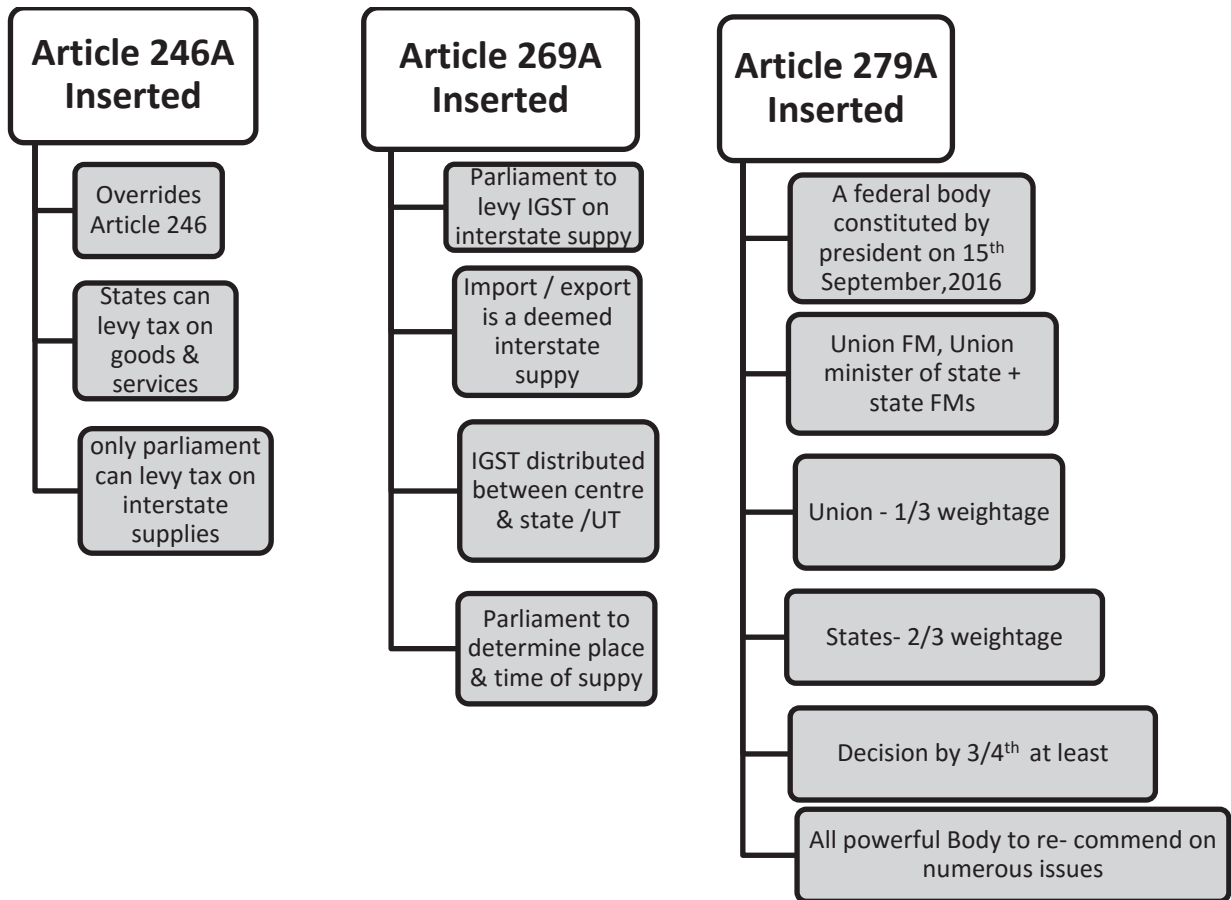 Article 246A
Inserted
Overrides
Article 246
States can
levy tax on
goods &
services
only parliament
can levy tax on
interstate
supplies
Article 269A
Inserted
Parliament to
levy IGST on
interstate suppy
Import / export
is a deemed
interstate
suppy
IGST distributed
between centre
& state /UT
Parliament to
determine place
& time of suppy
Article 279A
Inserted
A federal body
constituted by
president on 15th
September,2016
Union FM, Union
minister of state +
state FMs
Union - 1/3 weightage
States- 2/3 weightage
Decision by 3/4th at least
All powerful Body to re- commend on
numerous issues